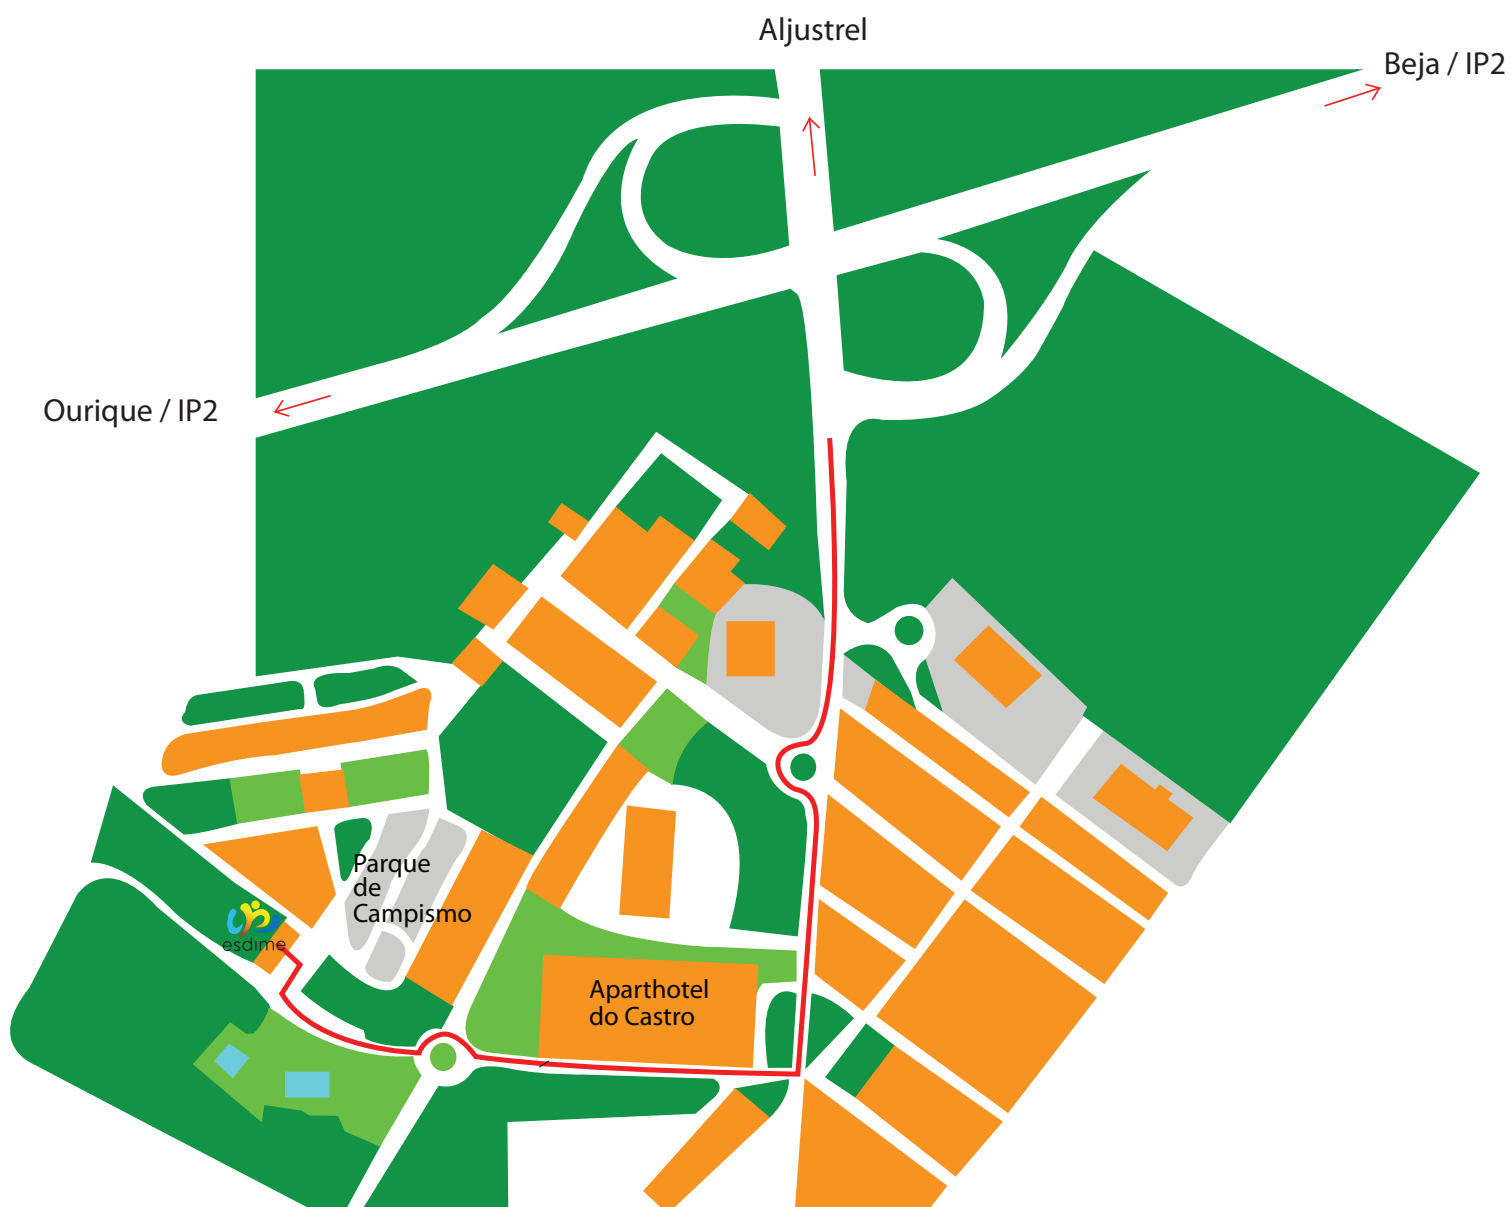 Aljustrel
Beja / IP2
Ourique / IP2
Parque
de
Campismo
esdime
Aparthotel
do Castro